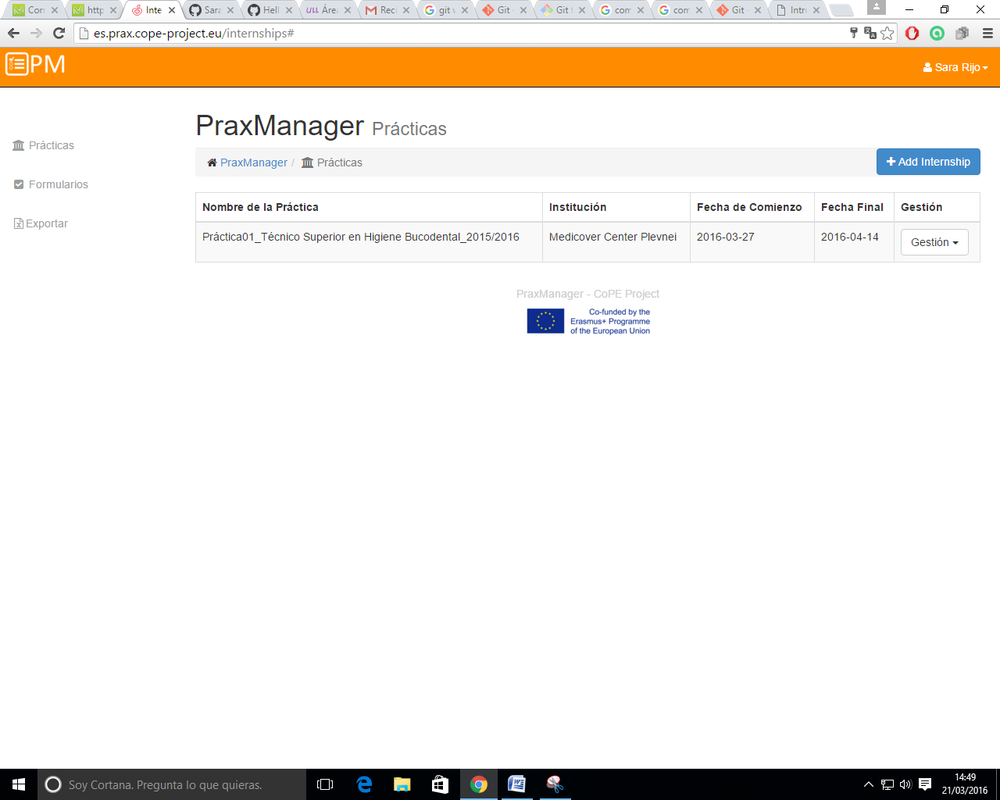 Corr
http
Inte
Sara
Hell
ULL Área
Reci
git v
Git -
Git f
com
com
Git -
Intro
es.prax.cope-project.eu/internships#
PM
Sara Rijo
PraxManager Prácticas
Prácticas
PraxManager / Prácticas
+ Add Internship
Formularios
Exportar
Nombre de la Práctica Institución Fecha de Comienzo Fecha Final Gestión
Práctica01_Técnico Superior en Higiene Bucodental_2015/2016 Medicover Center Plevnei 2016-03-27 2016-04-14 Gestión
PraxManager - CoPE Project
Co-funded by the
Erasmus+ Programme
of the European Union
Soy Cortana. Pregunta lo que quieras.
14:49
21/03/2016